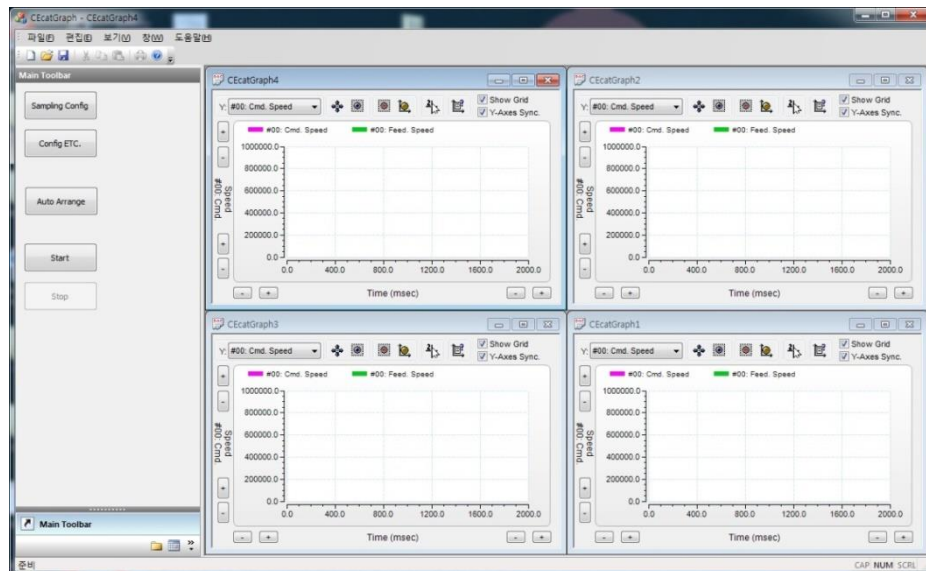 CEcatGraph - CEcatGraph4
파일(F) 편집(E) 보기(V) 창(W) 도움말(H)
Main Toolbar
Sampling Config
Config ETC.
Auto Arrange
Start
Stop
Main Toolbar
CEcatGraph4
Y: #00: Cmd. Speed
Show Grid
Y-Axes Sync.
#00: Cmd. Speed #00: Feed. Speed
1000000.0
800000.0
600000.0
400000.0
200000.0
0.0
#00: Cmd
Speed
0.0 400.0 800.0 1200.0 1600.0 2000.0
Time (msec)
CEcatGraph2
Y: #00: Cmd. Speed
Show Grid
Y-Axes Sync.
#00: Cmd. Speed #00: Feed. Speed
1000000.0
800000.0
600000.0
400000.0
200000.0
0.0
#00: Cmd
Speed
0.0 400.0 800.0 1200.0 1600.0 2000.0
Time (msec)
CEcatGraph3
Y: #00: Cmd. Speed
Show Grid
Y-Axes Sync.
#00: Cmd. Speed #00: Feed. Speed
1000000.0
800000.0
600000.0
400000.0
200000.0
0.0
#00: Cmd
Speed
0.0 400.0 800.0 1200.0 1600.0 2000.0
Time (msec)
CEcatGraph1
Y: #00: Cmd. Speed
Show Grid
Y-Axes Sync.
#00: Cmd. Speed #00: Feed. Speed
1000000.0
800000.0
600000.0
400000.0
200000.0
0.0
#00: Cmd
Speed
0.0 400.0 800.0 1200.0 1600.0 2000.0
Time (msec)
준비
CAP NUM SCRL